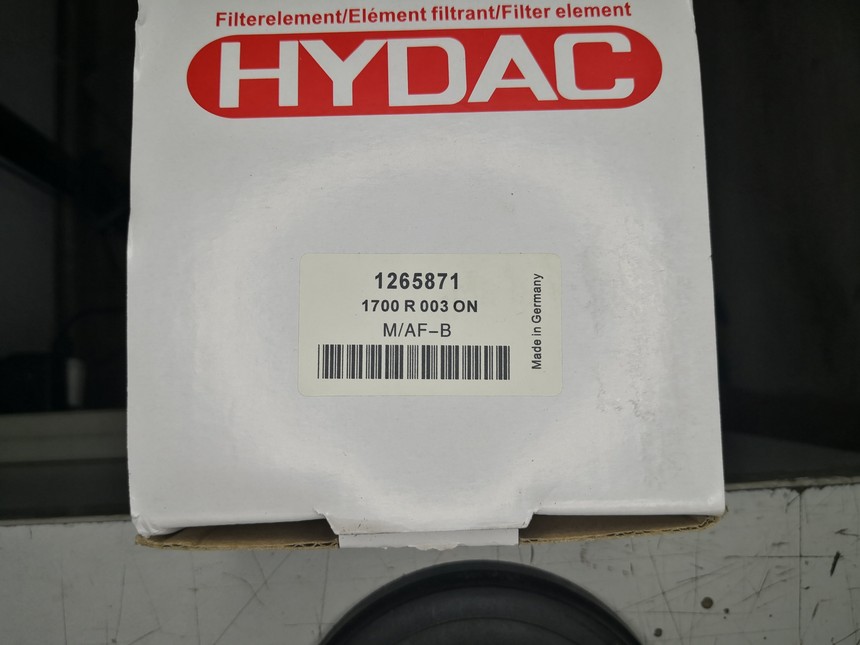 Filterelement/Elément filtrant/Filter element
HYDAC
1265871
1700 R 003 ON
M/AF-B
Made in Germany